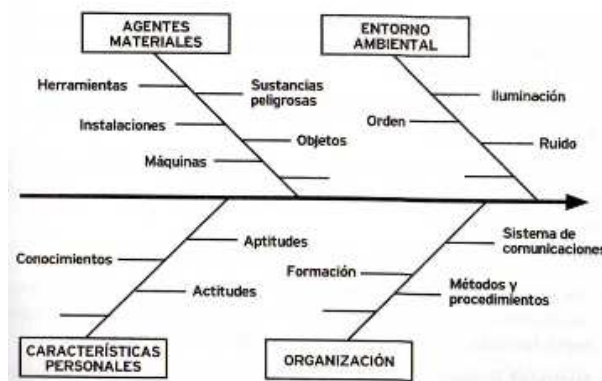 AGENTES
MATERIALES
ENTORNO
AMBIENTAL
Herramientas
Sustancias
peligrosas
Instalaciones
Objetos
Máquinas
Iluminación
Orden
Ruido
Aptitudes
Conocimientos
Actitudes
Sistema de
comunicaciones
Formación
Métodos y
procedimientos
CARACTERÍSTICAS
PERSONALES
ORGANIZACIÓN